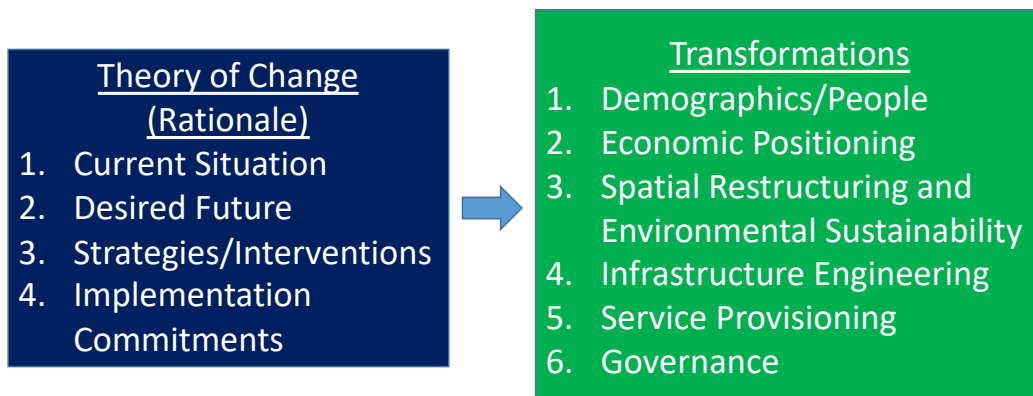 Theory of Change
(Rationale)
1. Current Situation
2. Desired Future
3. Strategies/Interventions
4. Implementation
Commitments
Transformations
1. Demographics/People
2. Economic Positioning
3. Spatial Restructuring and
Environmental Sustainability
4. Infrastructure Engineering
5. Service Provisioning
6. Governance